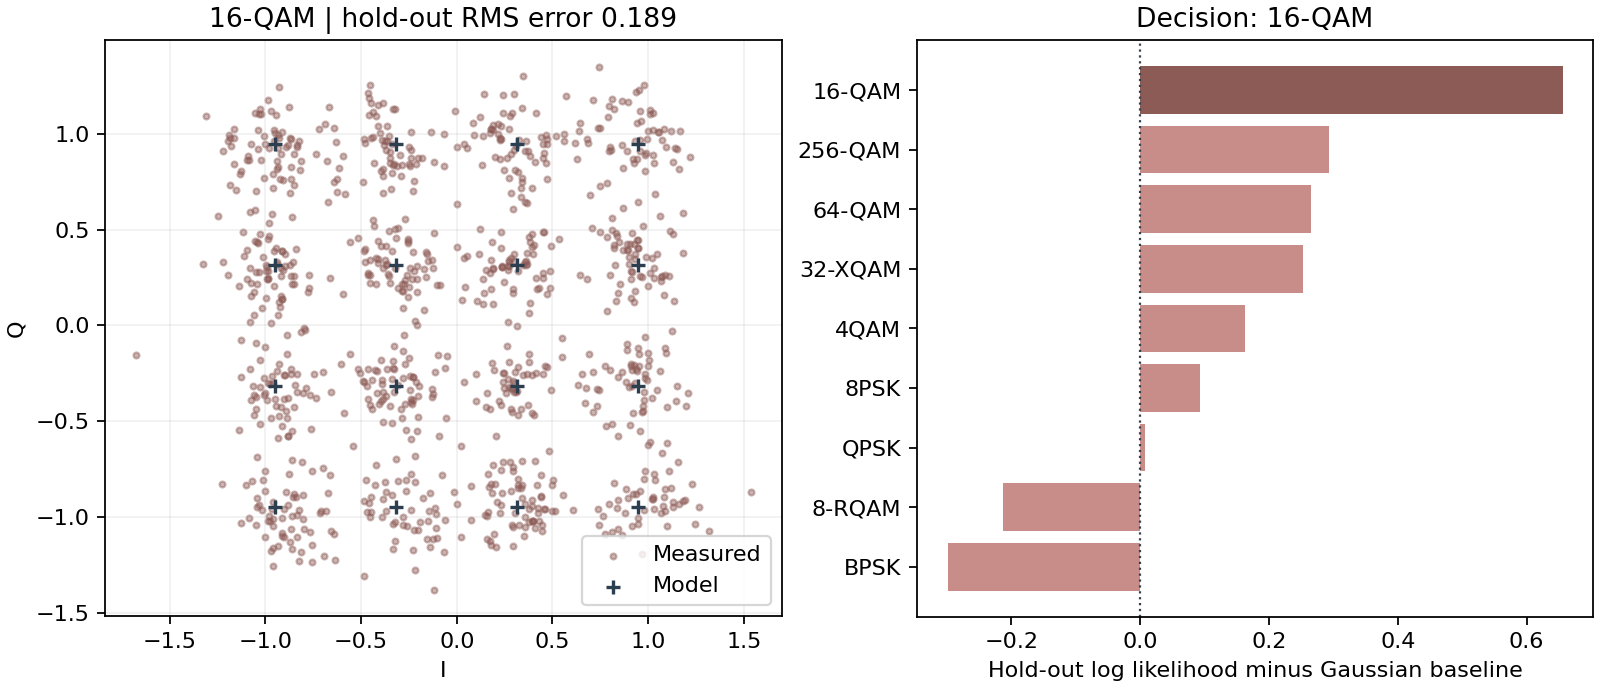 16-QAM | hold-out RMS error 0.189
1.0
0.5
0.0
−0.5
−1.0
−1.5
Q
−1.5
−1.0
−0.5
0.0
0.5
1.0
1.5
I
Measured
Model
Decision: 16-QAM
16-QAM
256-QAM
64-QAM
32-XQAM
4QAM
8PSK
QPSK
8-RQAM
BPSK
−0.2
0.0
0.2
0.4
0.6
Hold-out log likelihood minus Gaussian baseline